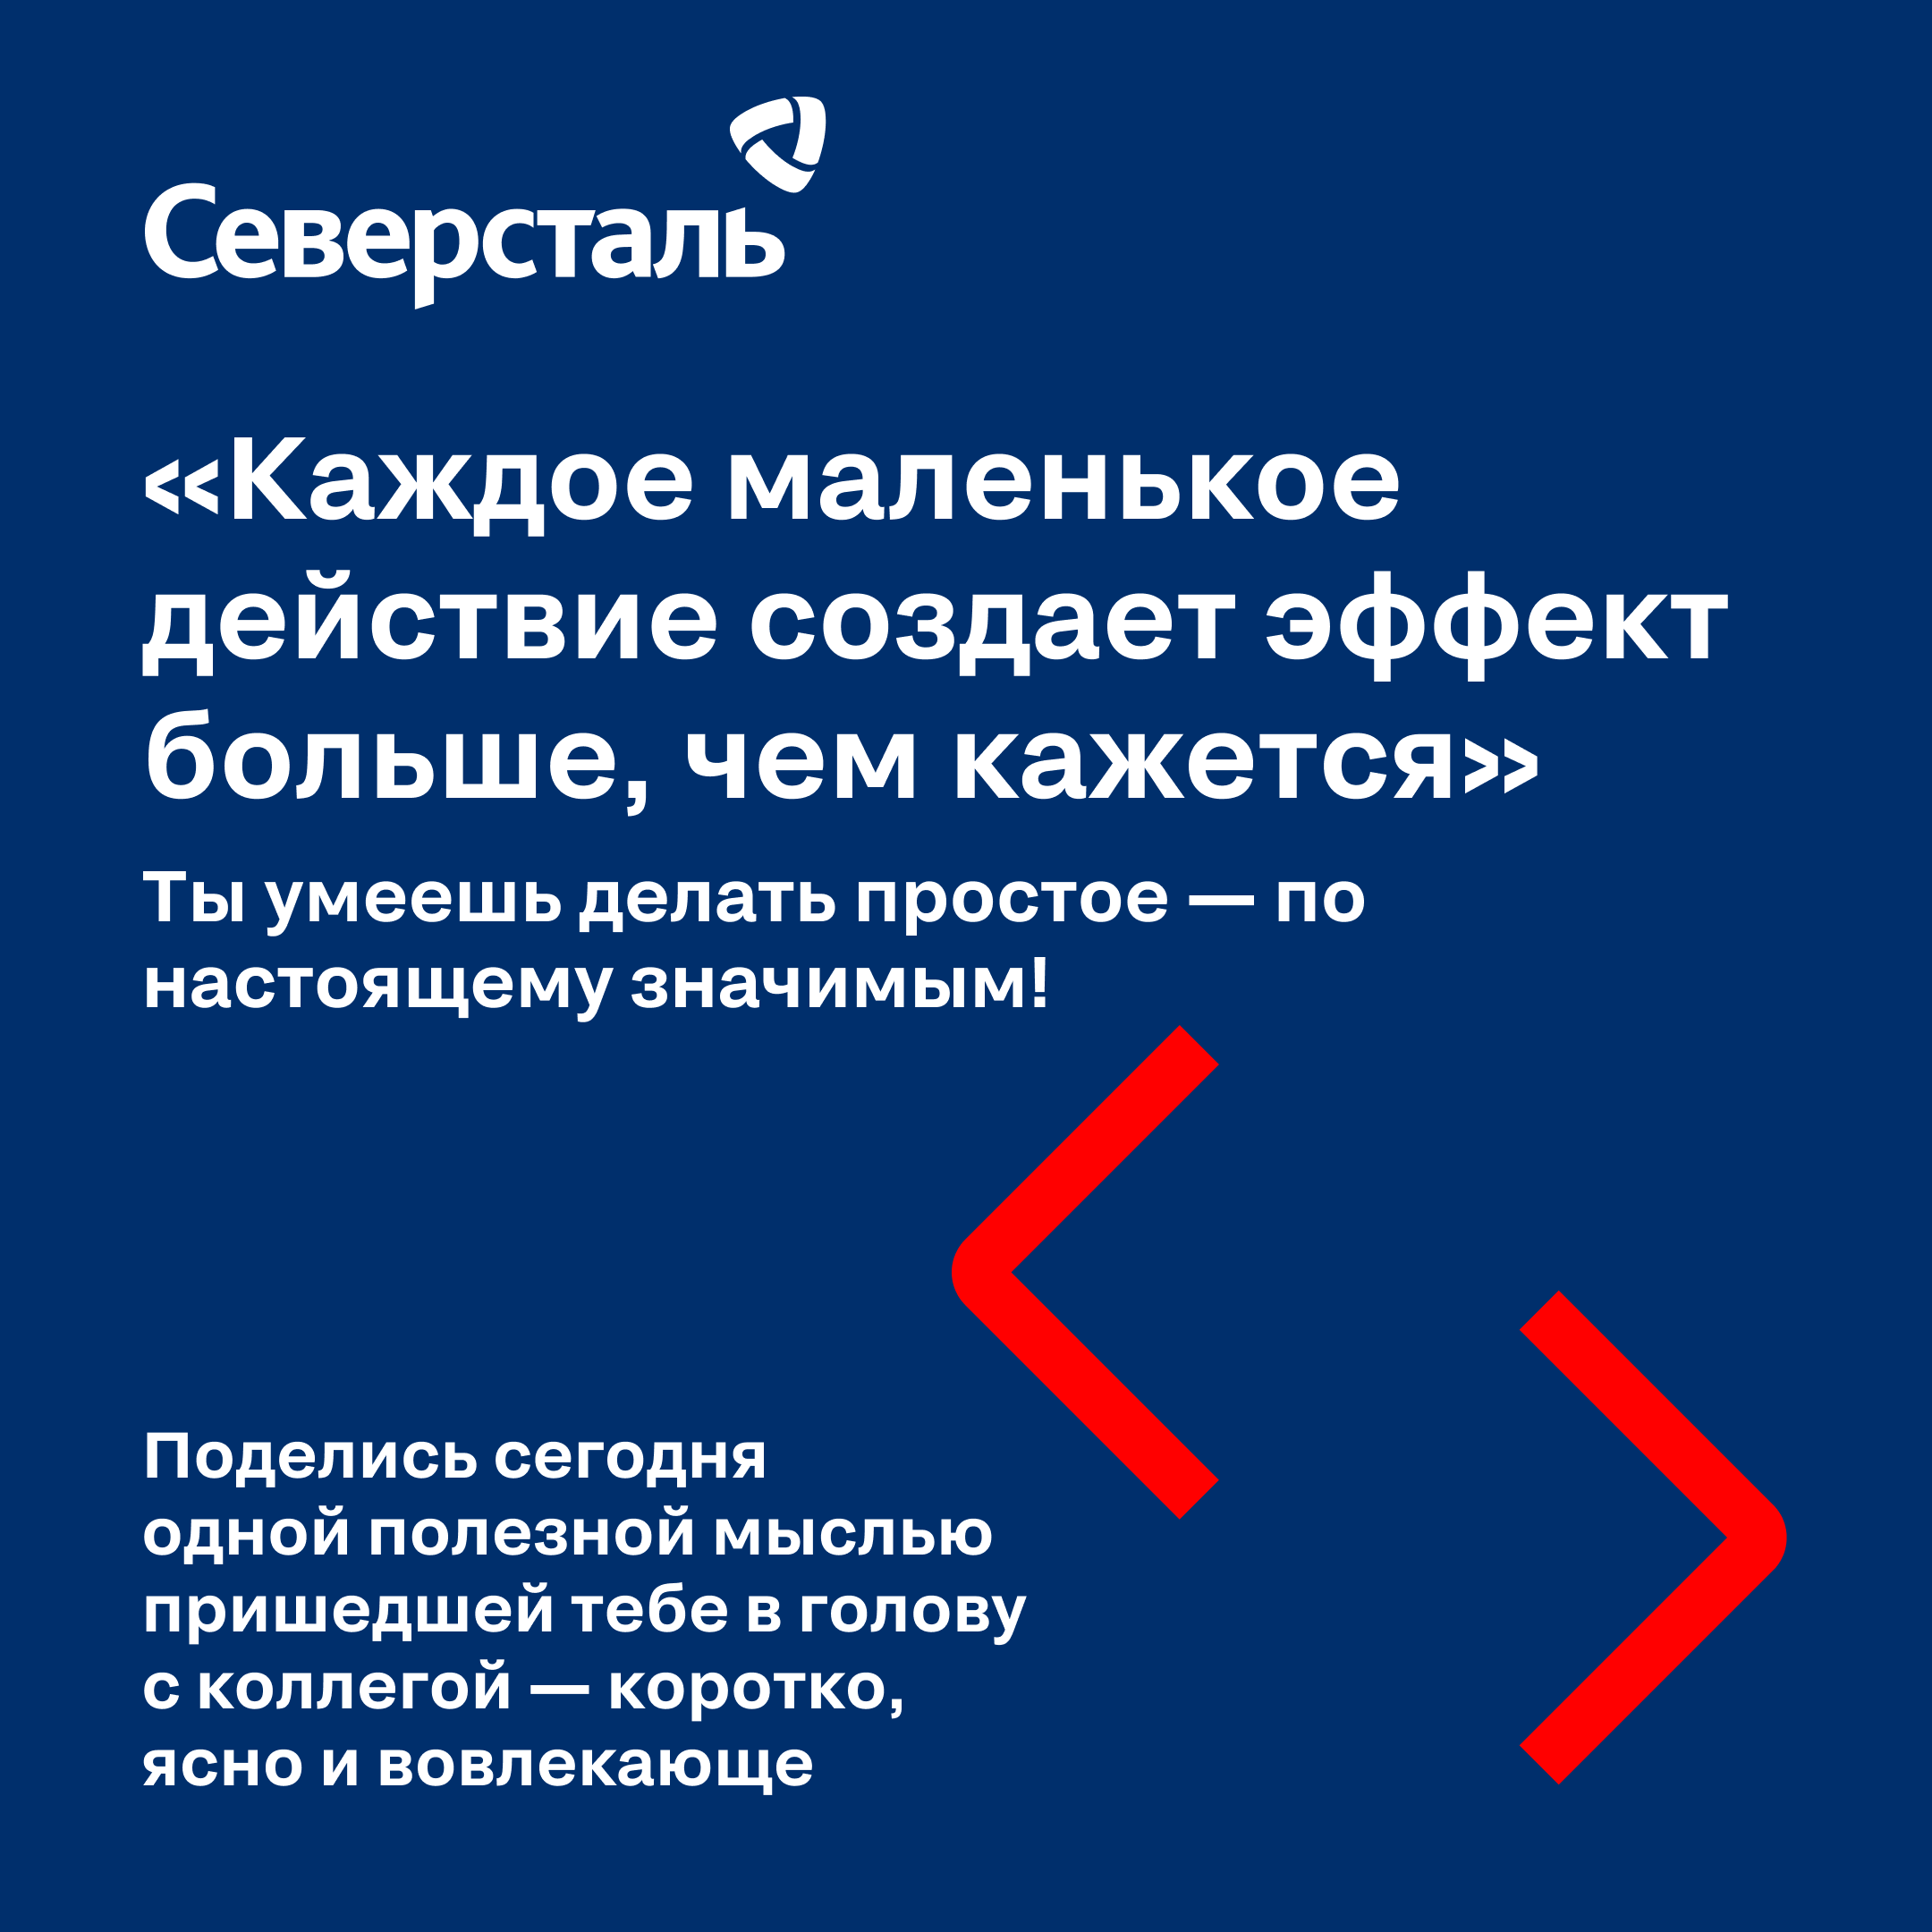 Северсталь
«Каждое маленькое
действие создает эффект
больше, чем кажется»
Ты умеешь делать простое — по
настоящему значимым!
Поделись сегодня
одной полезной мыслью
пришедшей тебе в голову
с коллегой — коротко,
ясно и вовлекающе